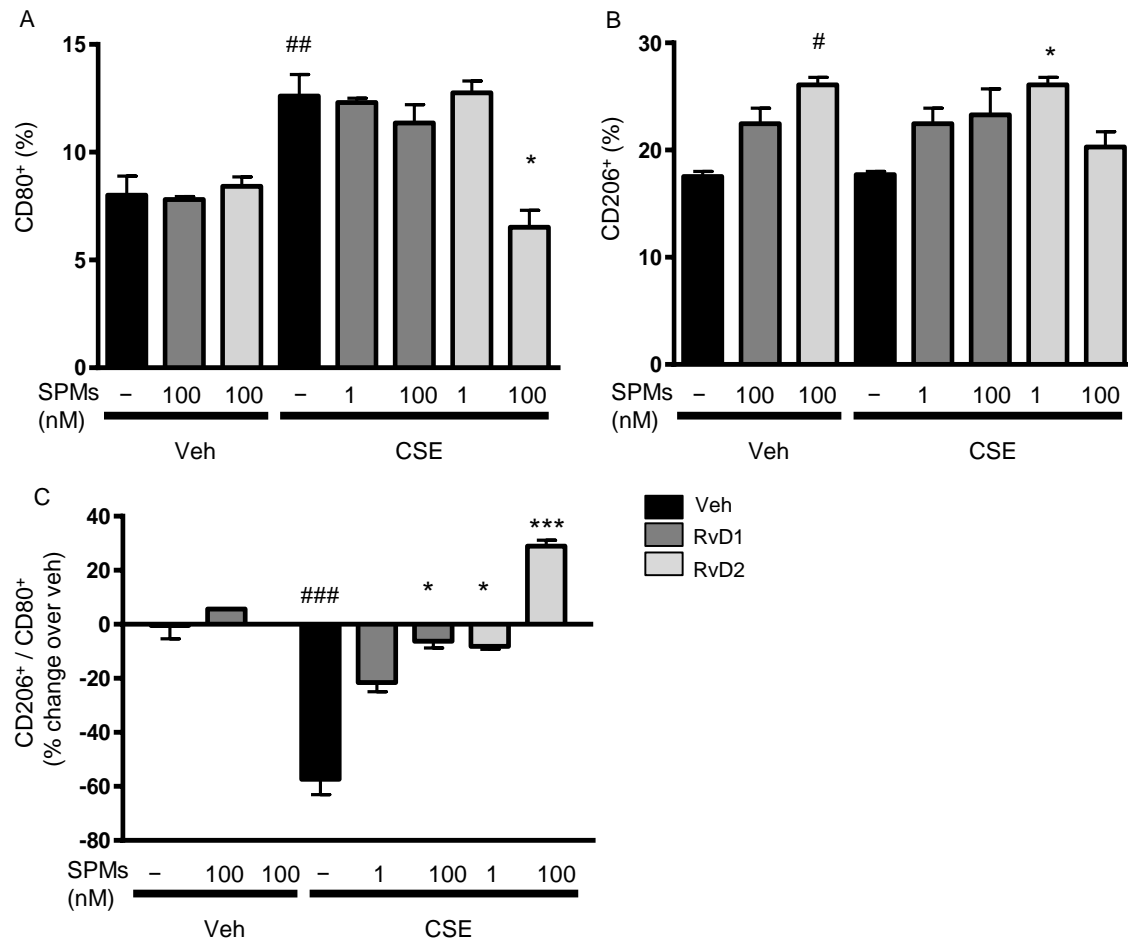 A
CD80⁺ (%)
15
10
5
0
##
*
SPMs
(nM)
− 100 100 − 1 100 1 100
Veh CSE
B
CD206⁺ (%)
30
20
10
0
#
*
SPMs
(nM)
− 100 100 − 1 100 1 100
Veh CSE
C
CD206⁺ / CD80⁺
(% change over veh)
40
20
0
-20
-40
-60
-80
###
*
*
***
SPMs
(nM)
− 100 100 − 1 100 1 100
Veh CSE
Veh
RvD1
RvD2